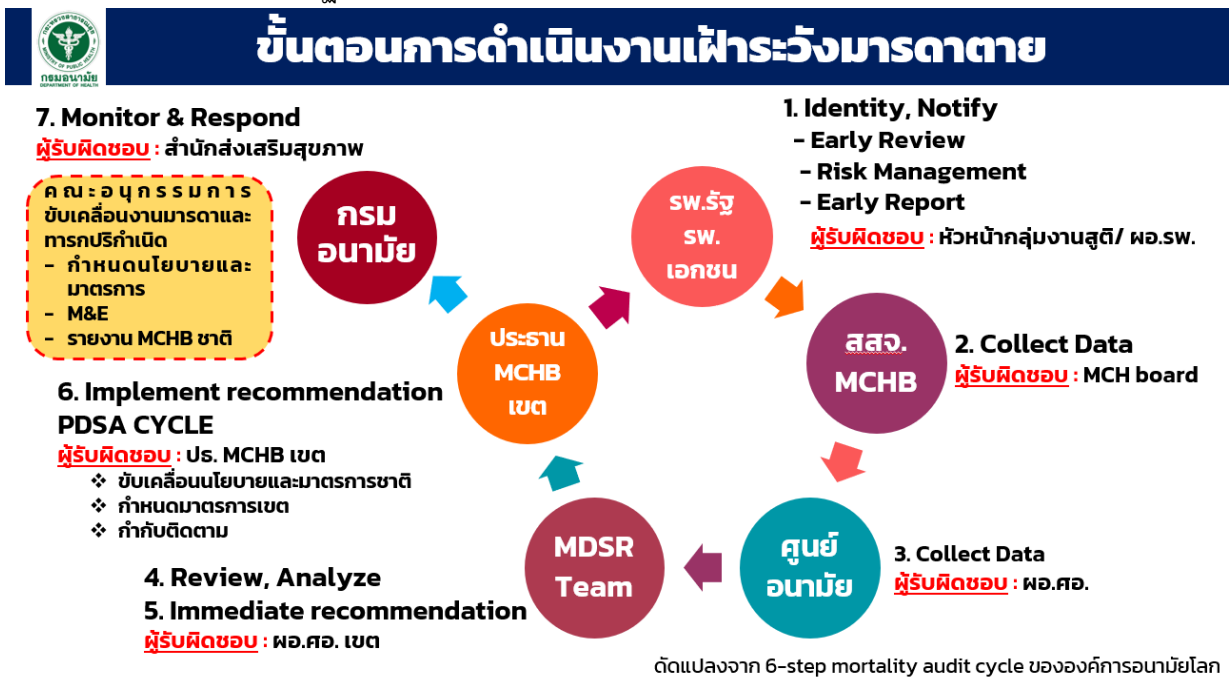 ขั้นตอนการดำเนินงานเฝ้าระวังมารดาตาย
กระทรวงสาธารณสุข
MINISTRY OF PUBLIC HEALTH
กรมอนามัย
DEPARTMENT OF HEALTH
1. Identity, Notify
- Early Review
- Risk Management
- Early Report
ผู้รับผิดชอบ : หัวหน้ากลุ่มงานสูติ/ ผอ.รพ.
รพ.รัฐ
รพ.
เอกชน
สสจ.
MCHB
2. Collect Data
ผู้รับผิดชอบ : MCH board
ศูนย์
อนามัย
3. Collect Data
ผู้รับผิดชอบ : ผอ.ศอ.
MDSR
Team
4. Review, Analyze
5. Immediate recommendation
ผู้รับผิดชอบ : ผอ.ศอ. เขต
ประธาน
MCHB
เขต
6. Implement recommendation
PDSA CYCLE
ผู้รับผิดชอบ : ปธ. MCHB เขต
❖ ขับเคลื่อนนโยบายและมาตรการชาติ
❖ กำหนดมาตรการเขต
❖ กำกับติดตาม
กรม
อนามัย
7. Monitor & Respond
ผู้รับผิดชอบ : สำนักส่งเสริมสุขภาพ
คณะอนุกรรมการ
ขับเคลื่อนงานมารดาและ
ทารกปริกำเนิด
- กำหนดนโยบายและ
มาตรการ
- M&E
- รายงาน MCHB ชาติ
ดัดแปลงจาก 6-step mortality audit cycle ขององค์การอนามัยโลก